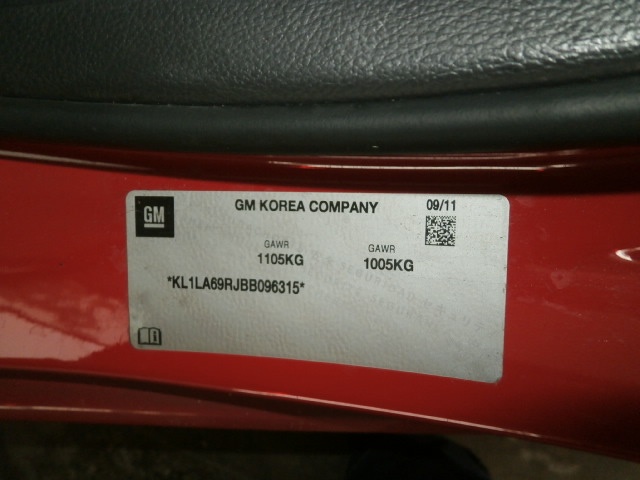 GM
GM KOREA COMPANY
09/11
GAWR
1105KG
GAWR
1005KG
*KL1LA69RJBB096315*